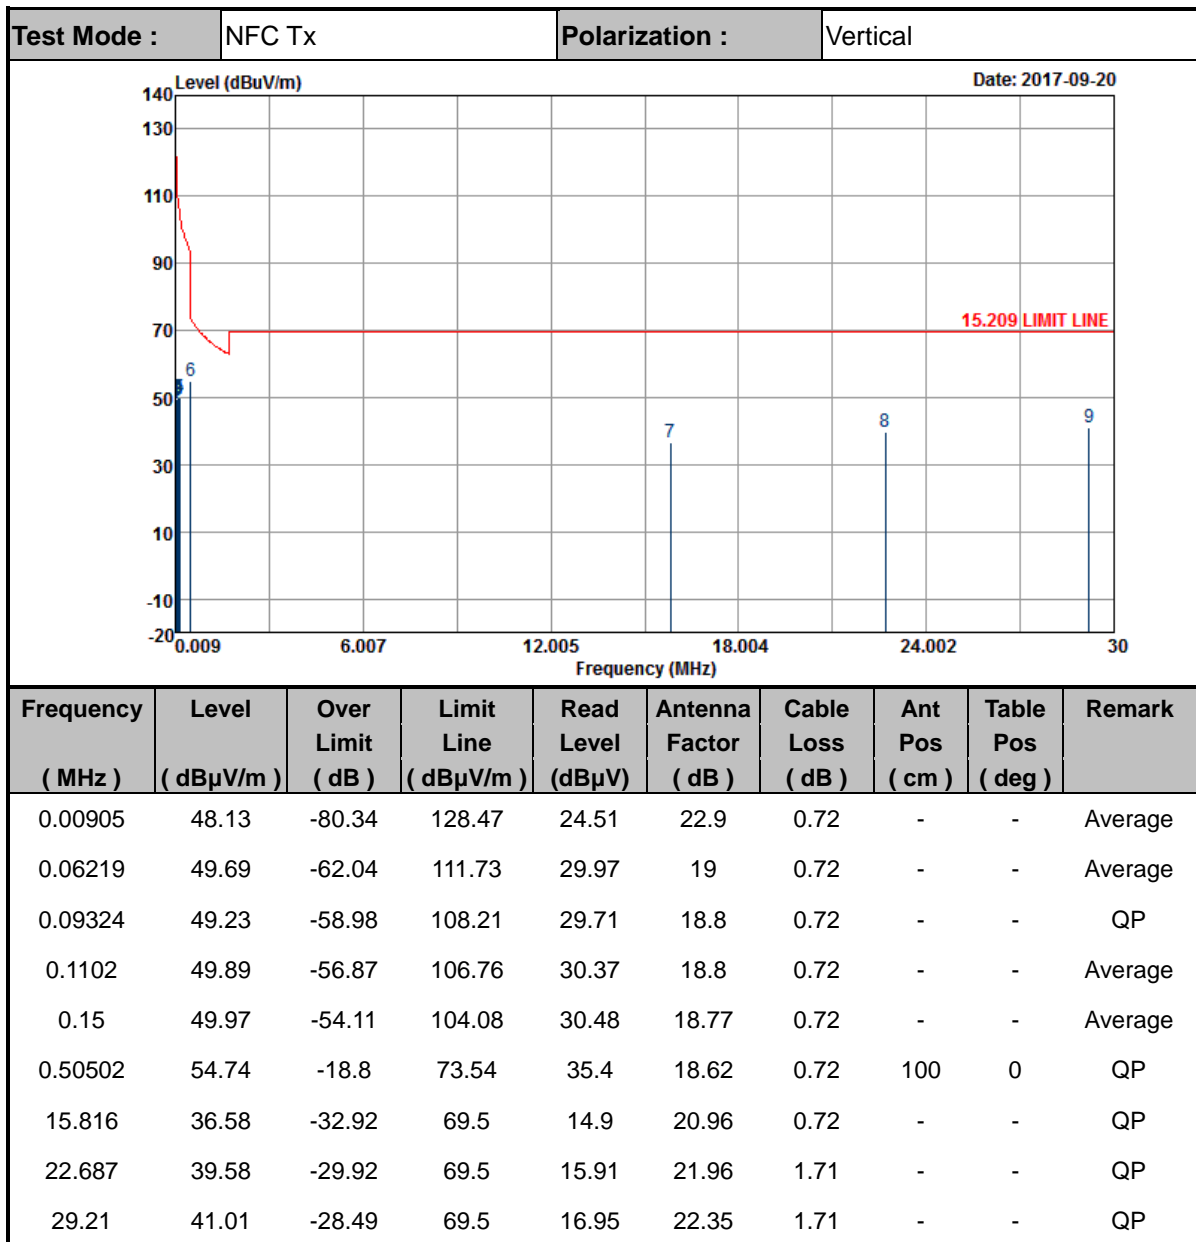 Test Mode : NFC Tx Polarization : Vertical
Level (dBuV/m) Date: 2017-09-20
140
130
110
90
70
50
30
10
-10
-20
15.209 LIMIT LINE
6
7
8
9
0.009 6.007 12.005 18.004 24.002 30
Frequency (MHz)
Frequency Level Over Limit Read Antenna Cable Ant Table Remark
Limit Line Level Factor Loss Pos Pos
( MHz ) ( dBµV/m ) ( dB ) ( dBµV/m ) (dBµV) ( dB ) ( dB ) ( cm ) ( deg )
0.00905 48.13 -80.34 128.47 24.51 22.9 0.72 - - Average
0.06219 49.69 -62.04 111.73 29.97 19 0.72 - - Average
0.09324 49.23 -58.98 108.21 29.71 18.8 0.72 - - QP
0.1102 49.89 -56.87 106.76 30.37 18.8 0.72 - - Average
0.15 49.97 -54.11 104.08 30.48 18.77 0.72 - - Average
0.50502 54.74 -18.8 73.54 35.4 18.62 0.72 100 0 QP
15.816 36.58 -32.92 69.5 14.9 20.96 0.72 - - QP
22.687 39.58 -29.92 69.5 15.91 21.96 1.71 - - QP
29.21 41.01 -28.49 69.5 16.95 22.35 1.71 - - QP